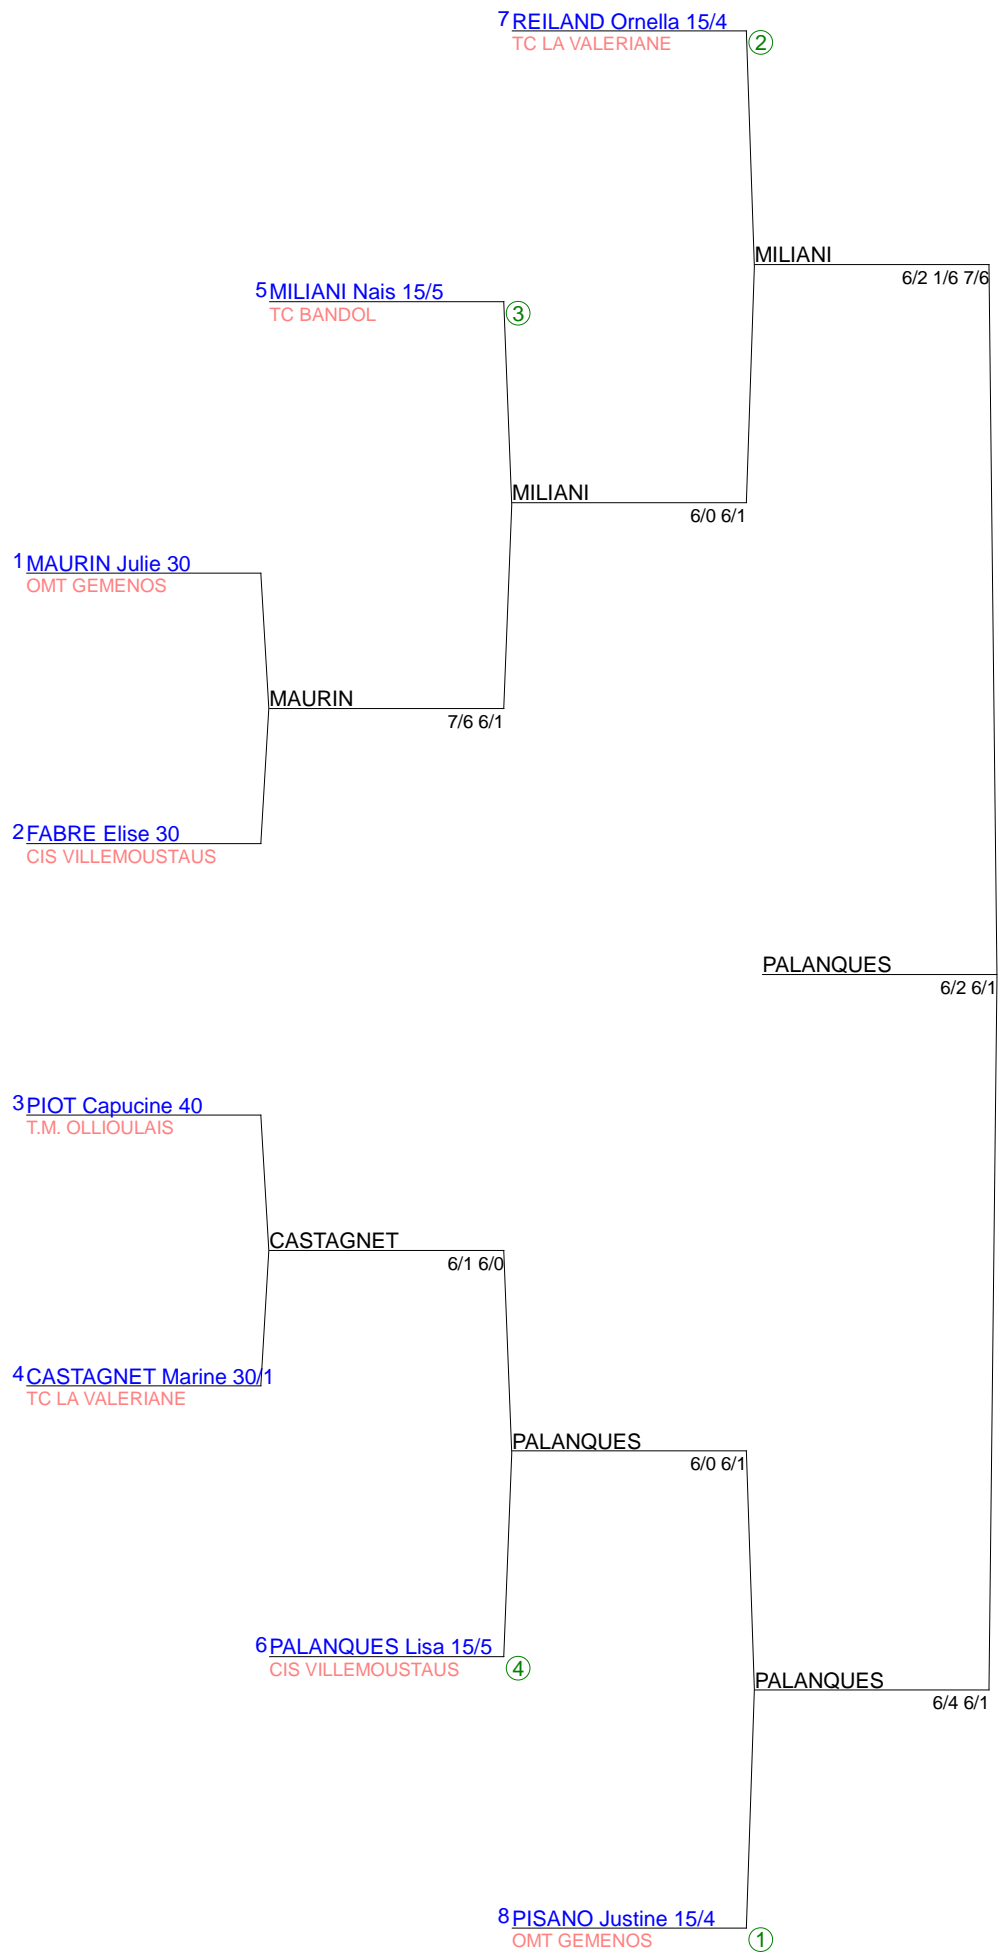 7 REILAND Ornella 15/4
TC LA VALERIANE
2
MILIANI
6/2 1/6 7/6
5 MILIANI Nais 15/5
TC BANDOL
3
MILIANI
6/0 6/1
1 MAURIN Julie 30
OMT GEMENOS
MAURIN
7/6 6/1
2 FABRE Elise 30
CIS VILLEMOUSTAUS
PALANQUES
6/2 6/1
3 PIOT Capucine 40
T.M. OLLIOULAIS
CASTAGNET
6/1 6/0
4 CASTAGNET Marine 30/1
TC LA VALERIANE
PALANQUES
6/0 6/1
6 PALANQUES Lisa 15/5
CIS VILLEMOUSTAUS
4
PALANQUES
6/4 6/1
8 PISANO Justine 15/4
OMT GEMENOS
1